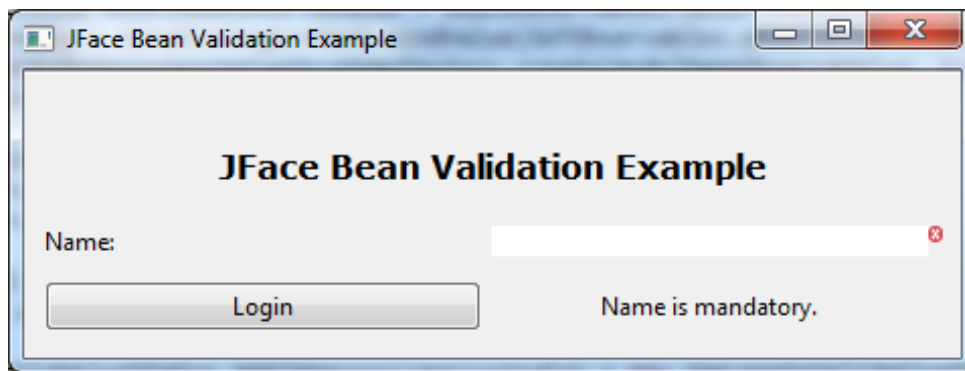 JFace Bean Validation Example
JFace Bean Validation Example
Name:
Login Name is mandatory.